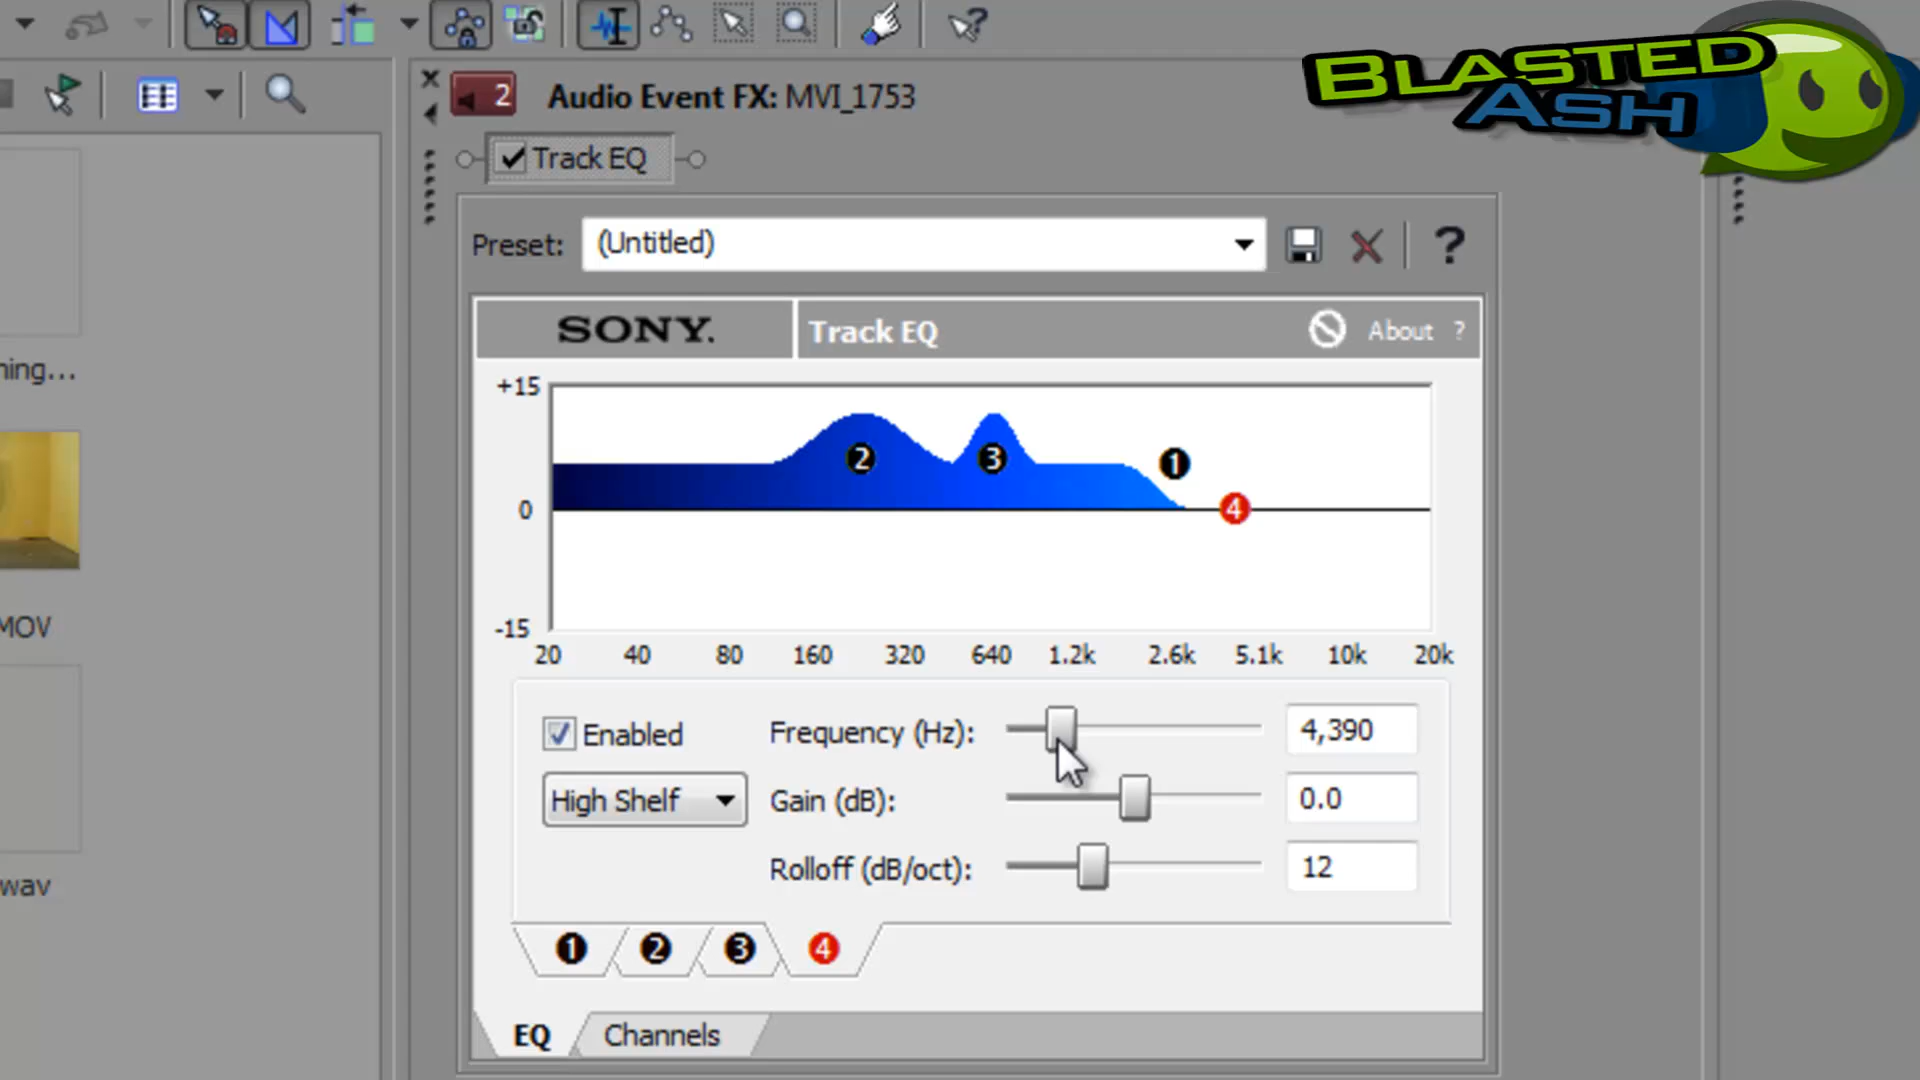 BLASTED
ASH
2 Audio Event FX: MVI_1753
Track EQ
Preset: (Untitled) ?
SONY. Track EQ About ?
+15
0
-15
2 3 1 4
20 40 80 160 320 640 1.2k 2.6k 5.1k 10k 20k
Enabled Frequency (Hz): 4,390
High Shelf Gain (dB): 0.0
Rolloff (dB/oct): 12
1 2 3 4
EQ Channels
ning...
MOV
wav